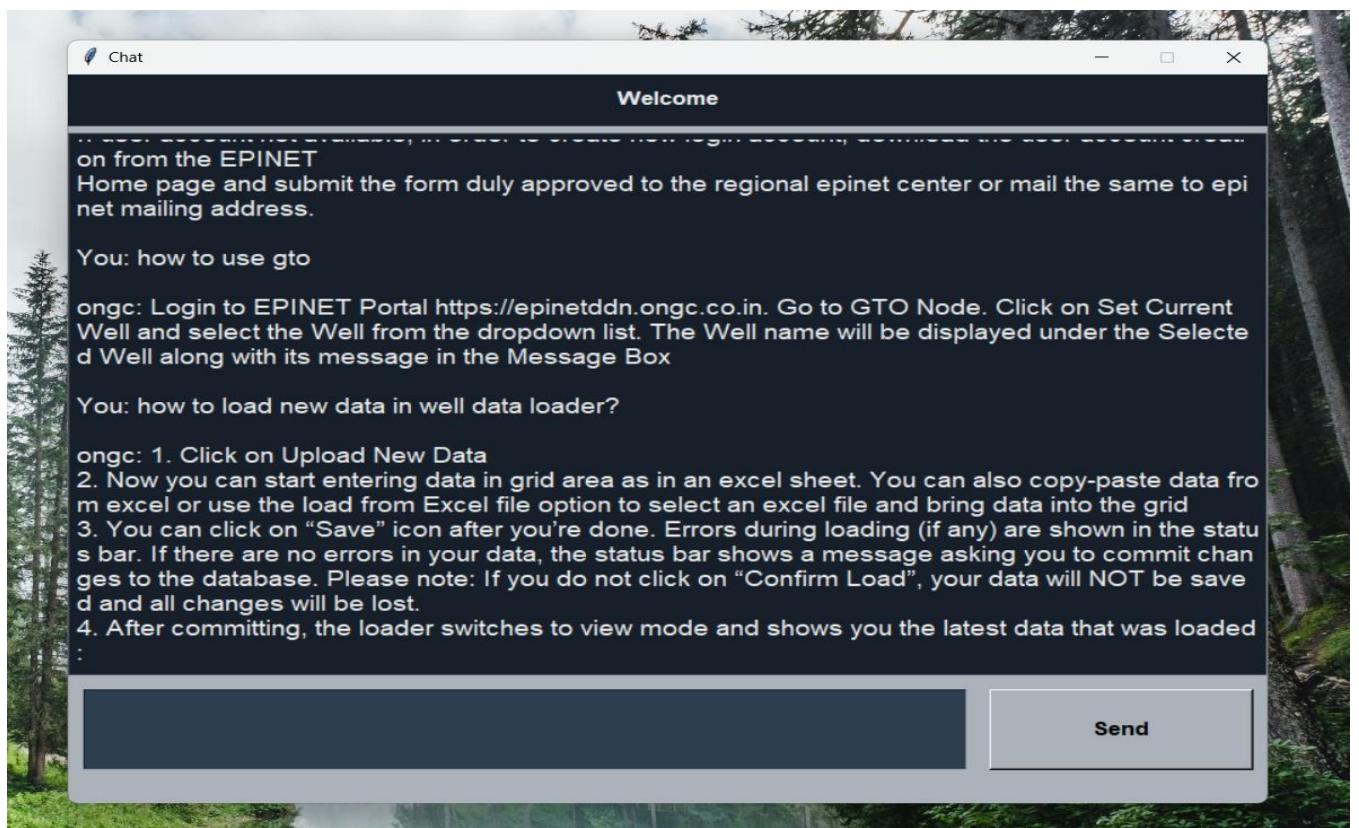 Chat
Welcome
on from the EPINET
Home page and submit the form duly approved to the regional epinet center or mail the same to epi
net mailing address.
You: how to use gto
ongc: Login to EPINET Portal https://epinetddn.ongc.co.in. Go to GTO Node. Click on Set Current
Well and select the Well from the dropdown list. The Well name will be displayed under the Selecte
d Well along with its message in the Message Box
You: how to load new data in well data loader?
ongc: 1. Click on Upload New Data
2. Now you can start entering data in grid area as in an excel sheet. You can also copy-paste data fro
m excel or use the load from Excel file option to select an excel file and bring data into the grid
3. You can click on “Save” icon after you’re done. Errors during loading (if any) are shown in the statu
s bar. If there are no errors in your data, the status bar shows a message asking you to commit chan
ges to the database. Please note: If you do not click on “Confirm Load”, your data will NOT be save
d and all changes will be lost.
4. After committing, the loader switches to view mode and shows you the latest data that was loaded
:
Send